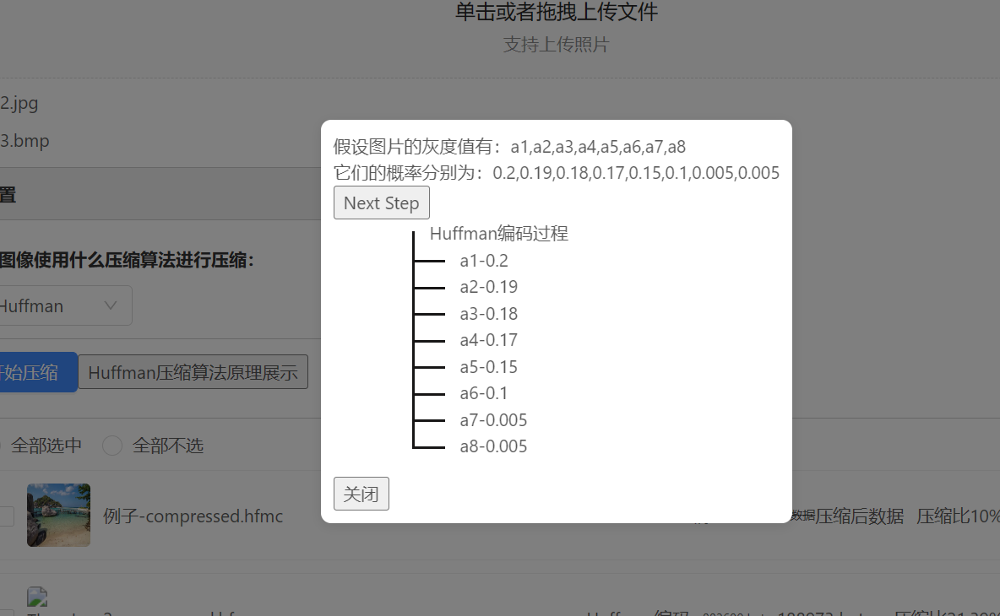 单击或者拖拽上传文件
支持上传照片
2.jpg
3.bmp
假设图片的灰度值有：a1,a2,a3,a4,a5,a6,a7,a8
它们的概率分别为：0.2,0.19,0.18,0.17,0.15,0.1,0.005,0.005
置
Next Step
Huffman编码过程
图像使用什么压缩算法进行压缩：
a1-0.2
a2-0.19
Huffman
a3-0.18
a4-0.17
开始压缩 Huffman压缩算法原理展示
a5-0.15
a6-0.1
a7-0.005
全部选中 全部不选
a8-0.005
关闭
例子-compressed.hfmc 数据压缩后数据 压缩比10%